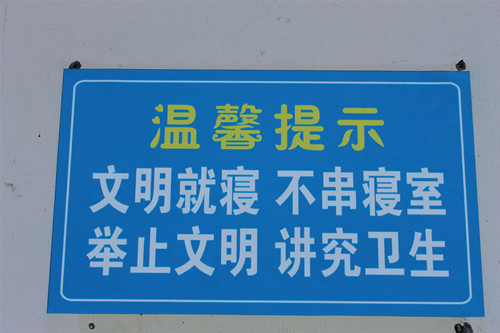 温馨提示
文明就寝 不串寝室
举止文明 讲究卫生